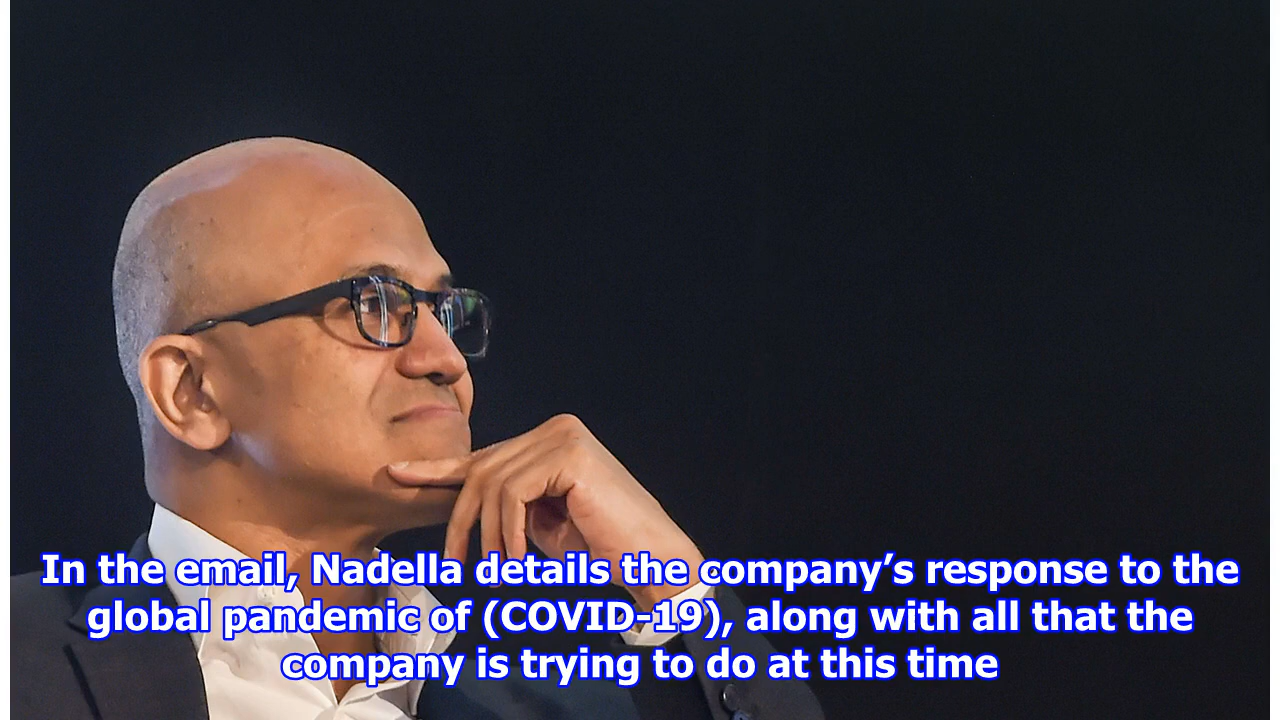 In the email, Nadella details the company’s response to the
global pandemic of (COVID-19), along with all that the
company is trying to do at this time